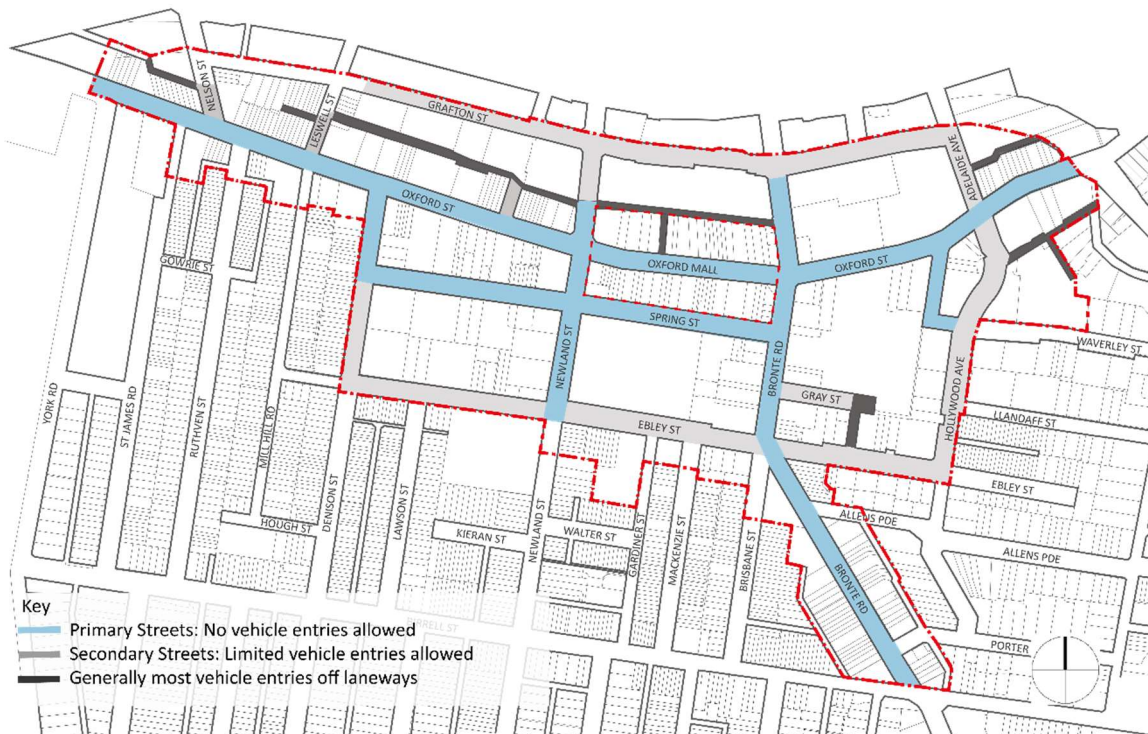 NELSON ST
LESWELL ST
GRAFTON ST
ADELAIDE AVE
OXFORD ST
OXFORD MALL
OXFORD ST
GOWRIE ST
SPRING ST
NEWLAND ST
BRONTE RD
WAVERLEY ST
HOLLYWOOD AVE
GRAY ST
LLANDAFF ST
YORK RD
ST JAMES RD
RUTHVEN ST
MILL HILL RD
EBLEY ST
EBLEY ST
DENISON ST
LAWSON ST
HOUGH ST
KIERAN ST
NEWLAND ST
WALTER ST
GARDINER ST
MACKENZIE ST
BRISBANE ST
ALLENS PDE
ALLENS PDE
BRONTE RD
PORTER
Key
Primary Streets: No vehicle entries allowed
Secondary Streets: Limited vehicle entries allowed
Generally most vehicle entries off laneways